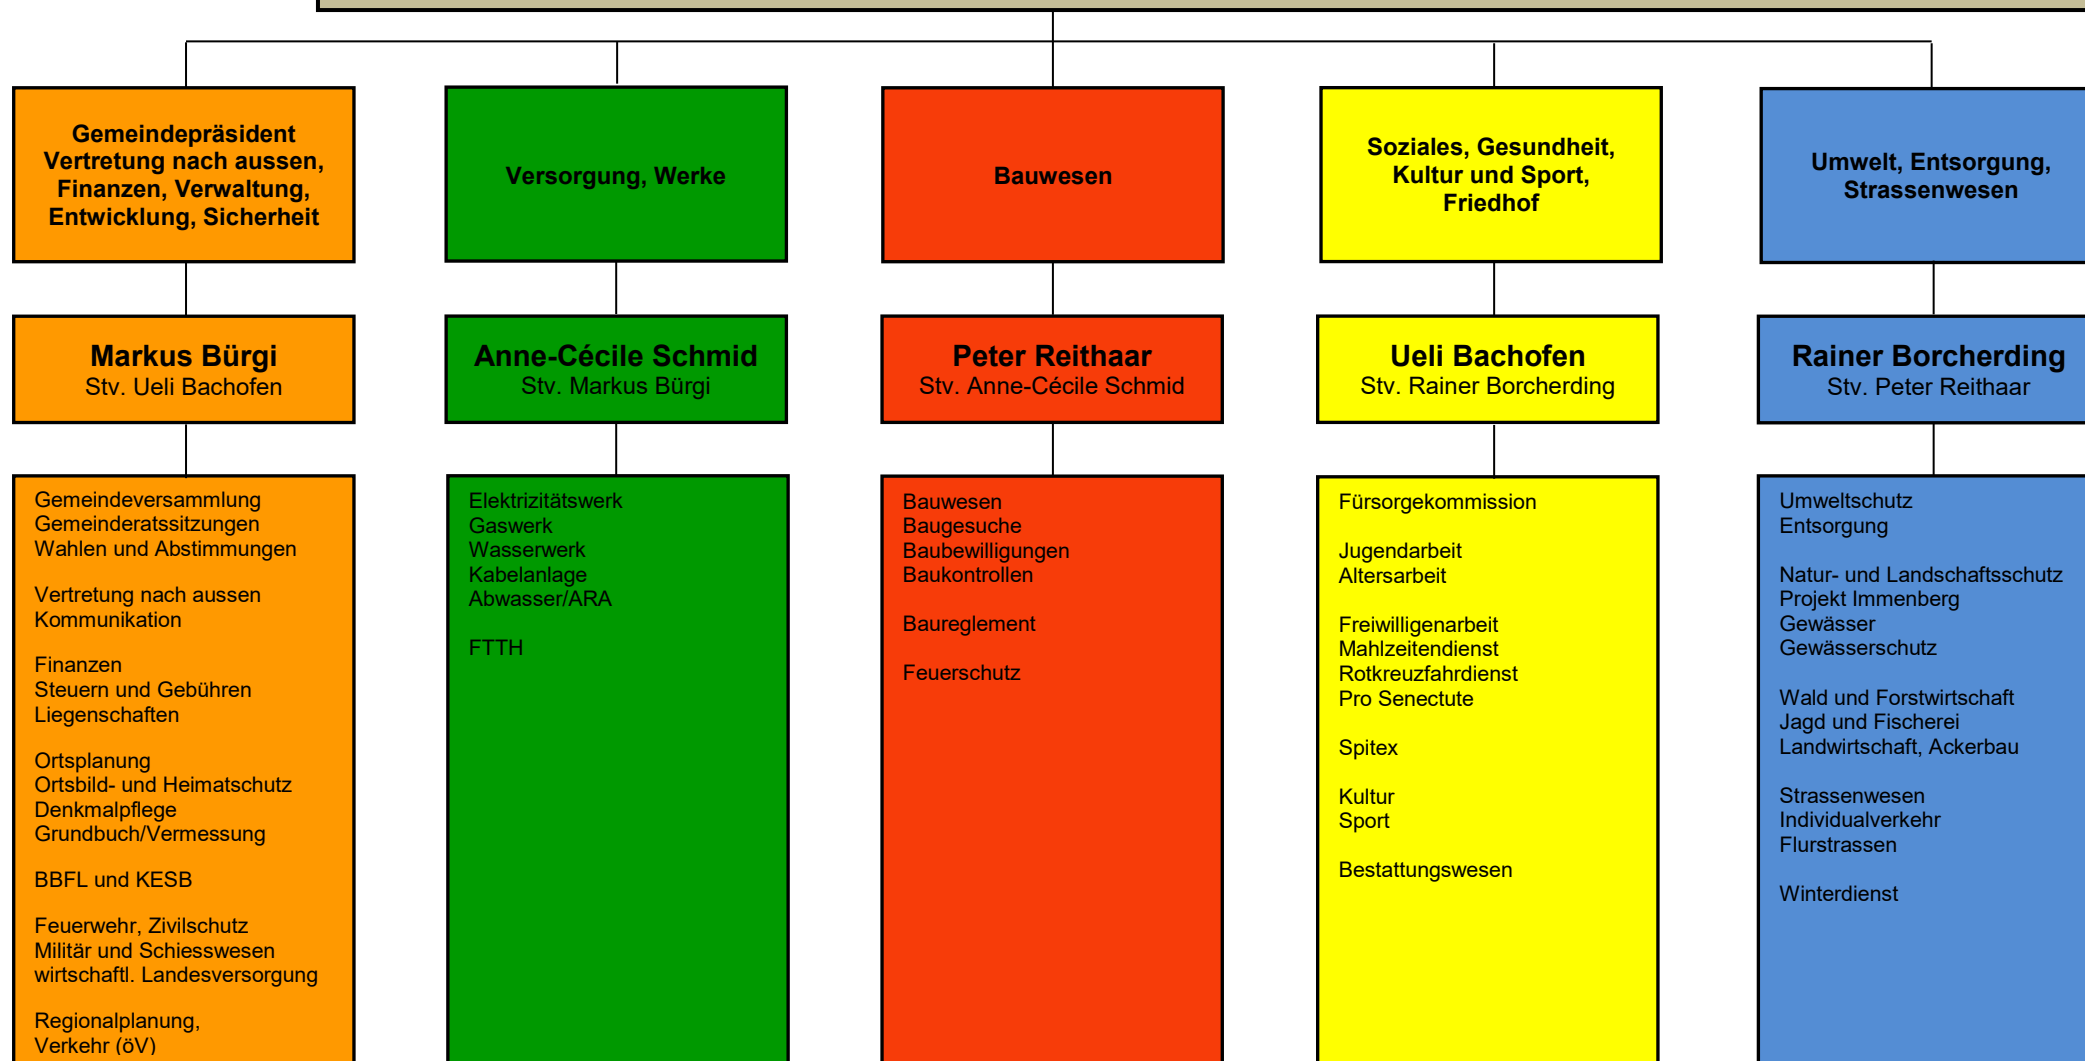 Gemeindepräsident
Vertretung nach aussen,
Finanzen, Verwaltung,
Entwicklung, Sicherheit
Versorgung, Werke
Bauwesen
Soziales, Gesundheit,
Kultur und Sport,
Friedhof
Umwelt, Entsorgung,
Strassenwesen
Markus Bürgi
Stv. Ueli Bachofen
Anne-Cécile Schmid
Stv. Markus Bürgi
Peter Reithaar
Stv. Anne-Cécile Schmid
Ueli Bachofen
Stv. Rainer Borcherding
Rainer Borcherding
Stv. Peter Reithaar
Gemeindeversammlung
Gemeinderatssitzungen
Wahlen und Abstimmungen
Vertretung nach aussen
Kommunikation
Finanzen
Steuern und Gebühren
Liegenschaften
Ortsplanung
Ortsbild- und Heimatschutz
Denkmalpflege
Grundbuch/Vermessung
BBFL und KESB
Feuerwehr, Zivilschutz
Militär und Schiesswesen
wirtschaftl. Landesversorgung
Regionalplanung,
Verkehr (öV)
Elektrizitätswerk
Gaswerk
Wasserwerk
Kabelanlage
Abwasser/ARA
FTTH
Bauwesen
Baugesuche
Baubewilligungen
Baukontrollen
Baureglement
Feuerschutz
Fürsorgekommission
Jugendarbeit
Altersarbeit
Freiwilligenarbeit
Mahlzeitendienst
Rotkreuzfahrdienst
Pro Senectute
Spitex
Kultur
Sport
Bestattungswesen
Umweltschutz
Entsorgung
Natur- und Landschaftsschutz
Projekt Immenberg
Gewässer
Gewässerschutz
Wald und Forstwirtschaft
Jagd und Fischerei
Landwirtschaft, Ackerbau
Strassenwesen
Individualverkehr
Flurstrassen
Winterdienst